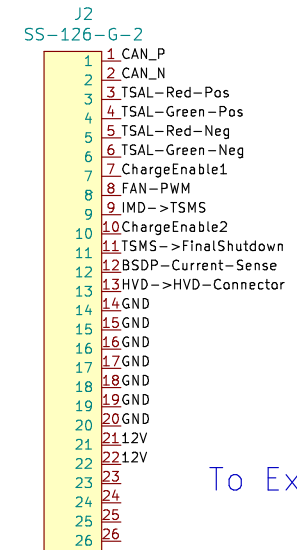 J2
SS-126-G-2
1 1 CAN_P
2 2 CAN_N
3 3 TSAL-Red-Pos
4 4 TSAL-Green-Pos
5 5 TSAL-Red-Neg
6 6 TSAL-Green-Neg
7 7 ChargeEnable1
8 8 FAN-PWM
9 9 IMD->TSMS
10 10 ChargeEnable2
11 11 TSMS->FinalShutdown
12 12 BSDP-Current-Sense
13 13 HVD->HVD-Connector
14 14 GND
15 15 GND
16 16 GND
17 17 GND
18 18 GND
19 19 GND
20 20 GND
21 21 12V
22 22 12V
23 23
24 24
25 25
26 26
To Ex